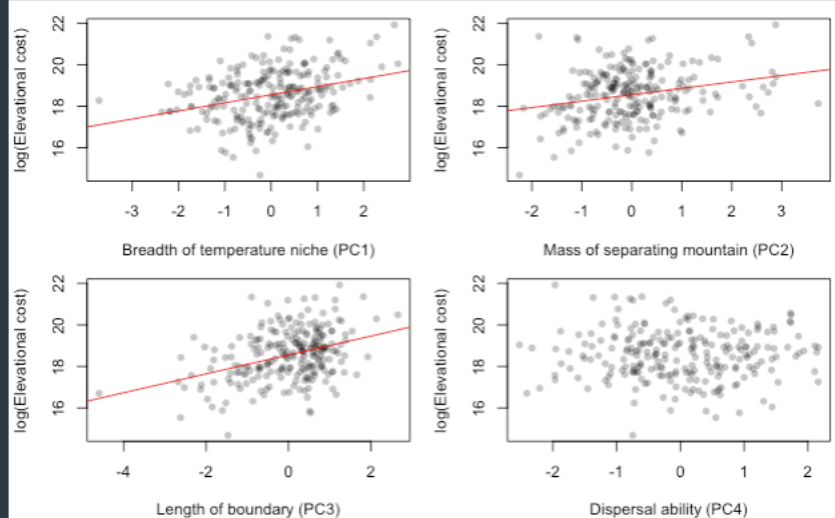 log(Elevational cost)
22
20
18
16
-3 -2 -1 0 1 2
Breadth of temperature niche (PC1)
log(Elevational cost)
22
20
18
16
-2 -1 0 1 2 3
Mass of separating mountain (PC2)
log(Elevational cost)
22
20
18
16
-4 -2 0 2
Length of boundary (PC3)
log(Elevational cost)
22
20
18
16
-2 -1 0 1 2
Dispersal ability (PC4)